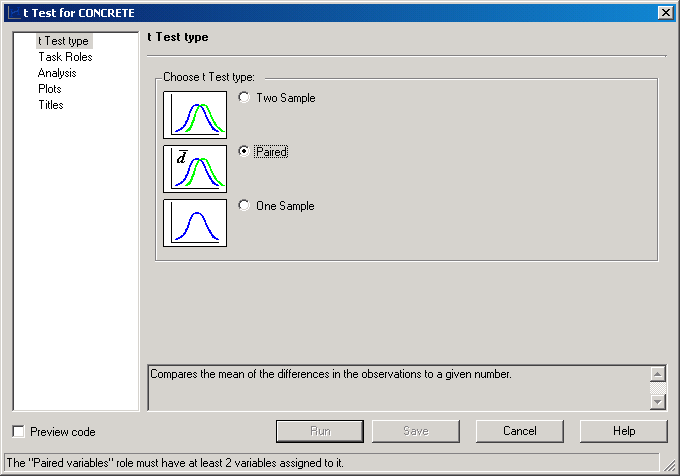 t Test for CONCRETE
t Test type
Task Roles
Analysis
Plots
Titles
t Test type
Choose t Test type:
Two Sample
d
Paired
One Sample
Compares the mean of the differences in the observations to a given number.
Preview code
Run
Save
Cancel
Help
The "Paired variables" role must have at least 2 variables assigned to it.